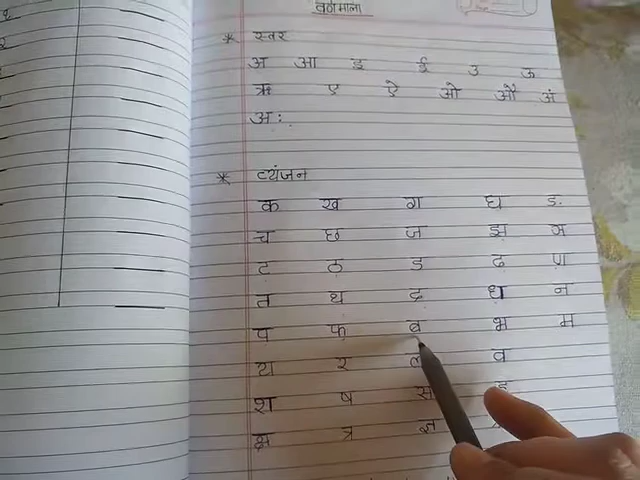 वर्णमाला
* स्वर
अ आ इ ई उ ऊ
ऋ ए ऐ ओ औ अं
अः
* व्यंजन
क ख ग घ ङ
च छ ज झ ञ
ट ठ ड ढ ण
त थ द ध न
प फ ब भ म
य र ल व
श ष स ह
क्ष त्र ज्ञ